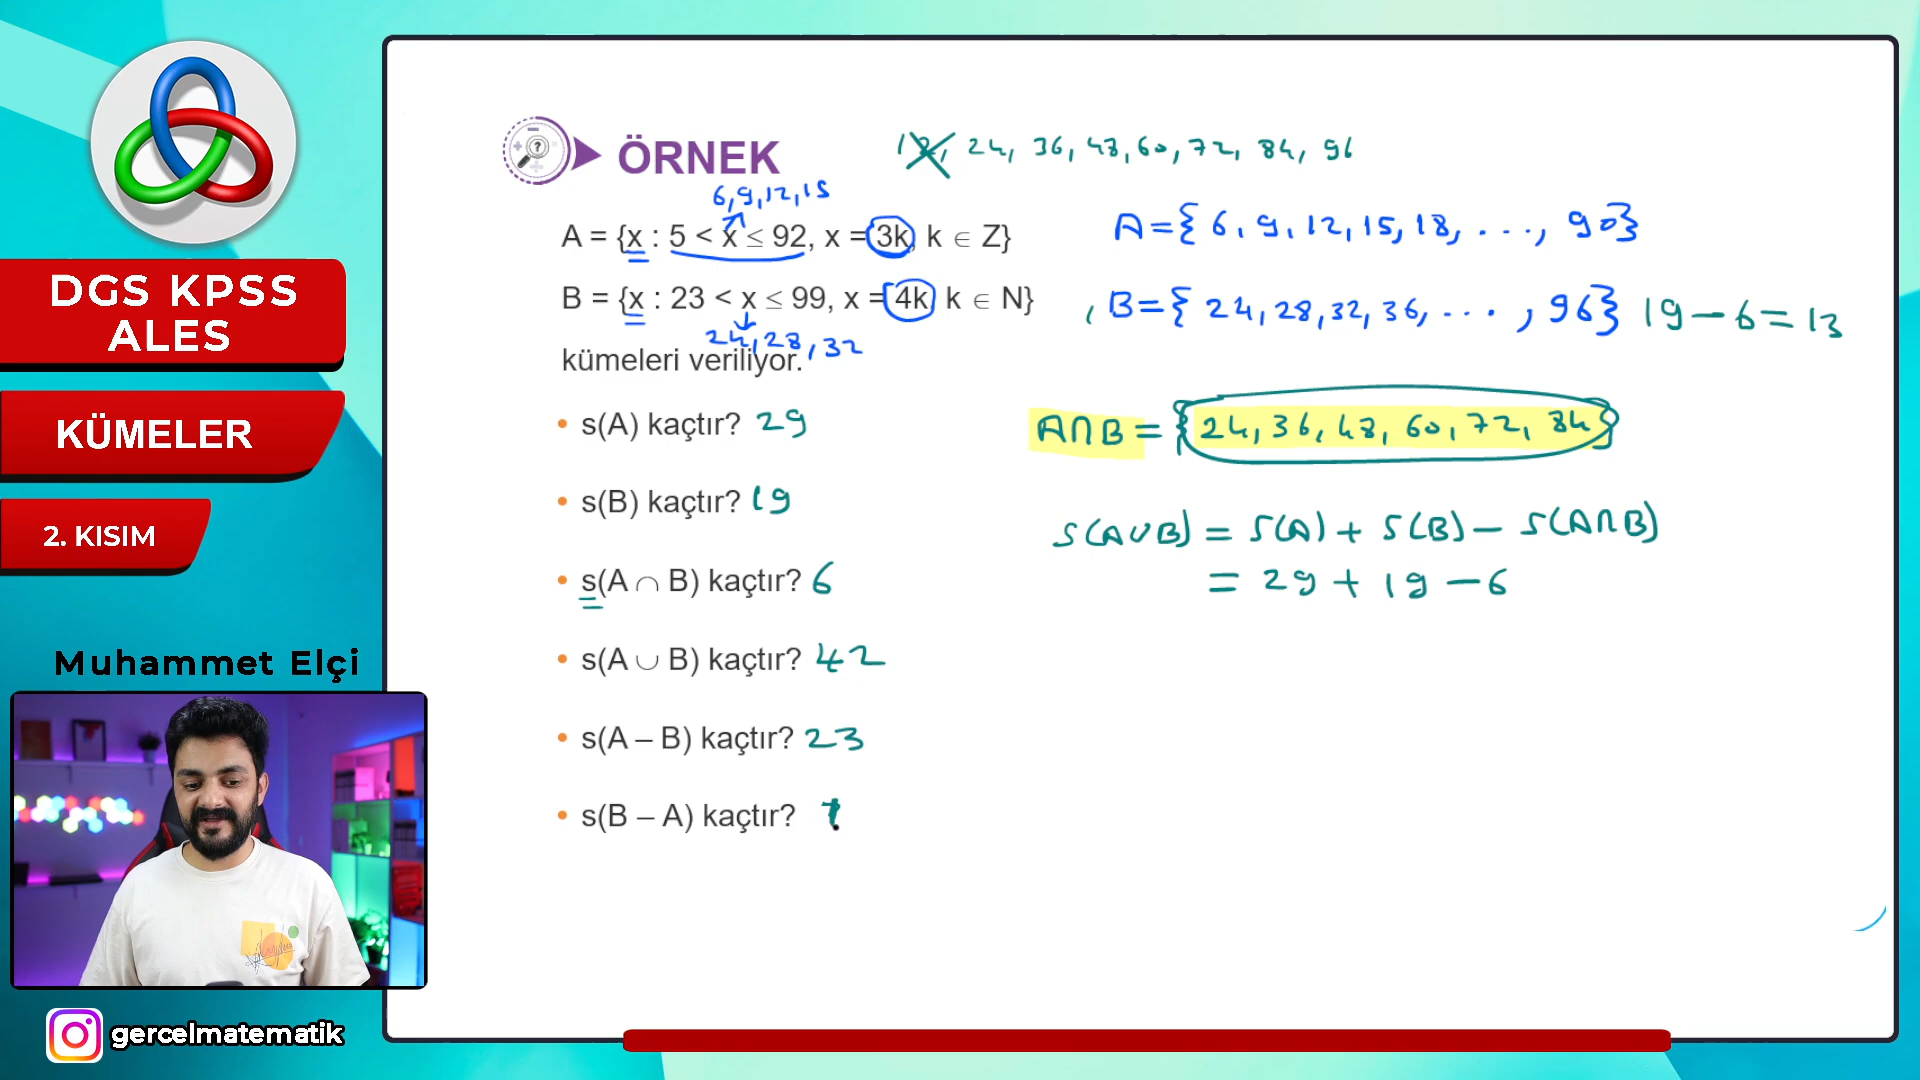 DGS KPSS
ALES
KÜMELER
2. KISIM
Muhammet Elçi
gercelmatematik
ÖRNEK
12, 24, 36, 48, 60, 72, 84, 96
6, 9, 12, 15
A = {x : 5 < x ≤ 92, x = 3k, k ∈ Z}
A = { 6, 9, 12, 15, 18, ..., 90}
B = {x : 23 < x ≤ 99, x = 4k, k ∈ N}
B = { 24, 28, 32, 36, ..., 96} 19 - 6 = 13
24, 28, 32
kümeleri veriliyor.
• s(A) kaçtır? 29
A∩B = {24, 36, 48, 60, 72, 84}
• s(B) kaçtır? 19
S(A∪B) = S(A) + S(B) - S(A∩B)
• s(A ∩ B) kaçtır? 6
= 29 + 19 - 6
• s(A ∪ B) kaçtır? 42
• s(A – B) kaçtır? 23
• s(B – A) kaçtır?